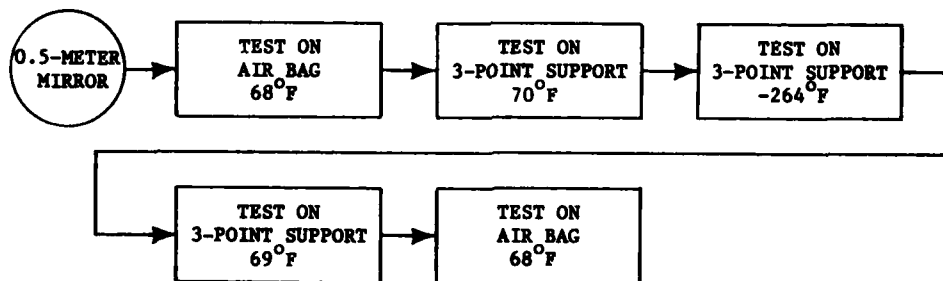 0.5-METER
MIRROR
TEST ON
AIR BAG
68°F
TEST ON
3-POINT SUPPORT
70°F
TEST ON
3-POINT SUPPORT
-264°F
TEST ON
3-POINT SUPPORT
69°F
TEST ON
AIR BAG
68°F